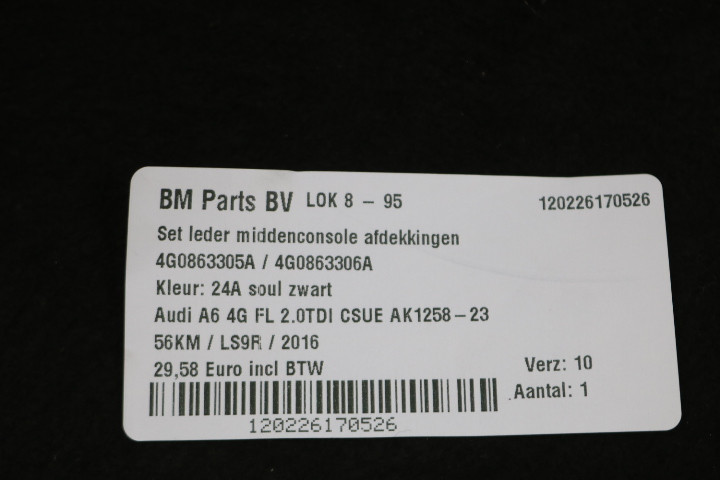 BM Parts BV LOK 8 - 95 120226170526
Set leder middenconsole afdekkingen
4G0863305A / 4G0863306A
Kleur: 24A soul zwart
Audi A6 4G FL 2.0TDI CSUE AK1258-23
56KM / LS9R / 2016
29,58 Euro incl BTW Verz: 10
Aantal: 1
120226170526